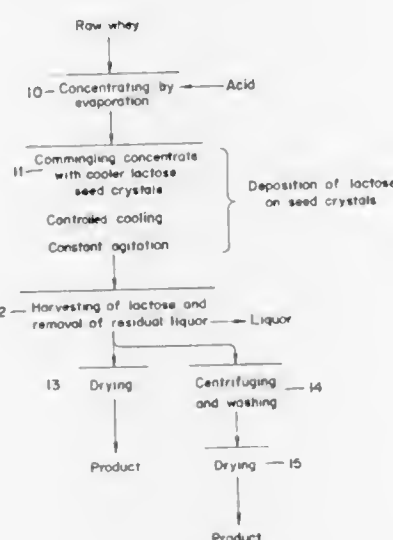 Raw whey
10— Concentrating by ← Acid
evaporation
11— Commingling concentrate
with cooler lactose
seed crystals
Deposition of lactose
on seed crystals
Controlled cooling
Constant agitation
2— Harvesting of lactose and
removal of residual liquor → Liquor
13 Drying
Centrifuging —14
and washing
Product
Drying —15
Product